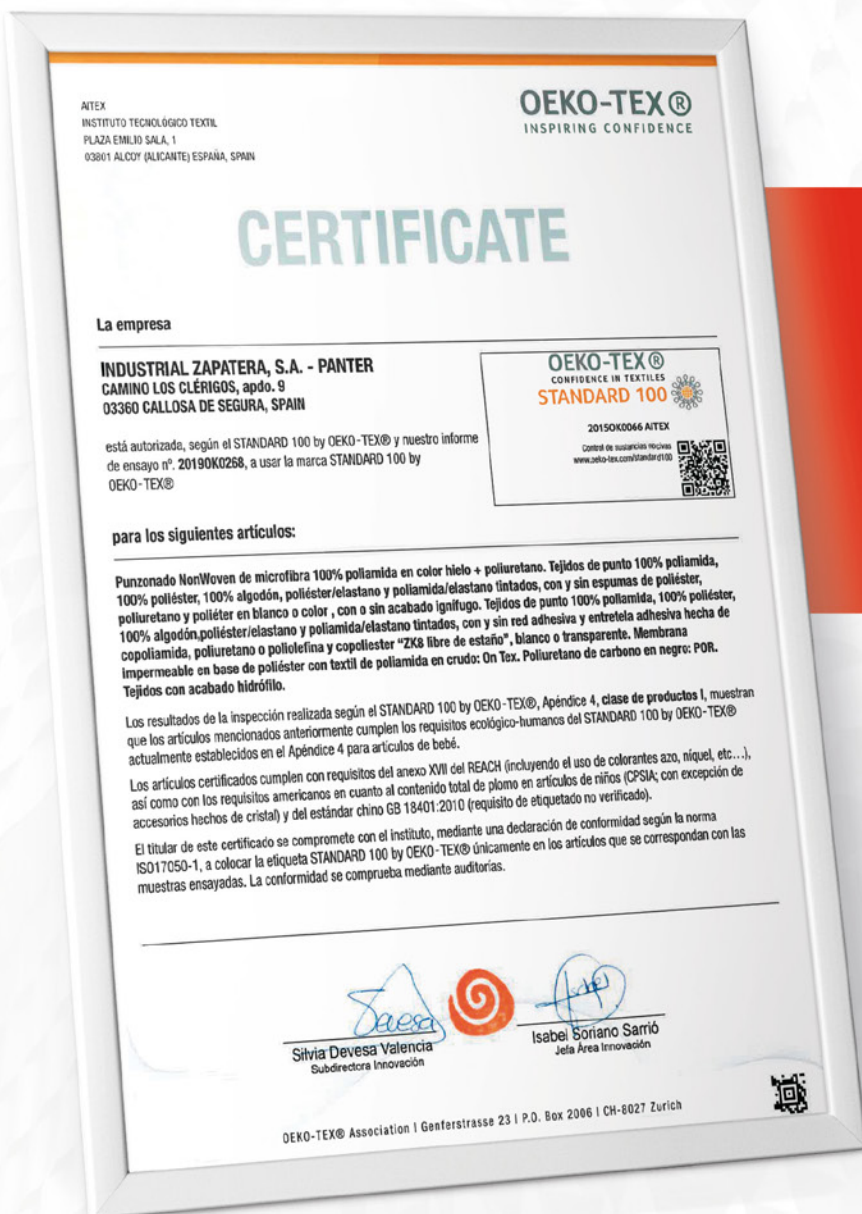 AITEX
INSTITUTO TECNOLÓGICO TEXTIL
PLAZA EMILIO SALA, 1
03801 ALCOY (ALICANTE) ESPAÑA, SPAIN
OEKO-TEX®
INSPIRING CONFIDENCE
CERTIFICATE
La empresa
INDUSTRIAL ZAPATERA, S.A. - PANTER
CAMINO LOS CLÉRIGOS, apdo. 9
03360 CALLOSA DE SEGURA, SPAIN
está autorizada, según el STANDARD 100 by OEKO-TEX® y nuestro informe
de ensayo nº. 2019OK0268, a usar la marca STANDARD 100 by
OEKO-TEX®
OEKO-TEX®
CONFIDENCE IN TEXTILES
STANDARD 100
2015OK0066 AITEX
Control de sustancias nocivas
www.oeko-tex.com/standard100
para los siguientes artículos:
Punzonado NonWoven de microfibra 100% poliamida en color hielo + poliuretano. Tejidos de punto 100% poliamida,
100% poliéster, 100% algodón, poliéster/elastano y poliamida/elastano tintados, con y sin espumas de poliéster,
poliuretano y poliéter en blanco o color , con o sin acabado ignífugo. Tejidos de punto 100% poliamida, 100% poliéster,
100% algodón,poliéster/elastano y poliamida/elastano tintados, con y sin red adhesiva y entretela adhesiva hecha de
copoliamida, poliuretano o poliolefina y copoliester "ZK8 libre de estaño", blanco o transparente. Membrana
impermeable en base de poliéster con textil de poliamida en crudo: On Tex. Poliuretano de carbono en negro: POR.
Tejidos con acabado hidrófilo.
Los resultados de la inspección realizada según el STANDARD 100 by OEKO-TEX®, Apéndice 4, clase de productos I, muestran
que los artículos mencionados anteriormente cumplen los requisitos ecológico-humanos del STANDARD 100 by OEKO-TEX®
actualmente establecidos en el Apéndice 4 para artículos de bebé.
Los artículos certificados cumplen con requisitos del anexo XVII del REACH (incluyendo el uso de colorantes azo, níquel, etc...),
así como con los requisitos americanos en cuanto al contenido total de plomo en artículos de niños (CPSIA; con excepción de
accesorios hechos de cristal) y del estándar chino GB 18401:2010 (requisito de etiquetado no verificado).
El titular de este certificado se compromete con el instituto, mediante una declaración de conformidad según la norma
ISO17050-1, a colocar la etiqueta STANDARD 100 by OEKO-TEX® únicamente en los artículos que se correspondan con las
muestras ensayadas. La conformidad se comprueba mediante auditorías.
Devesa
Isabel
Silvia Devesa Valencia
Subdirectora Innovación
Isabel Soriano Sarrió
Jefa Área Innovación
OEKO-TEX® Association | Genferstrasse 23 | P.O. Box 2006 | CH-8027 Zurich